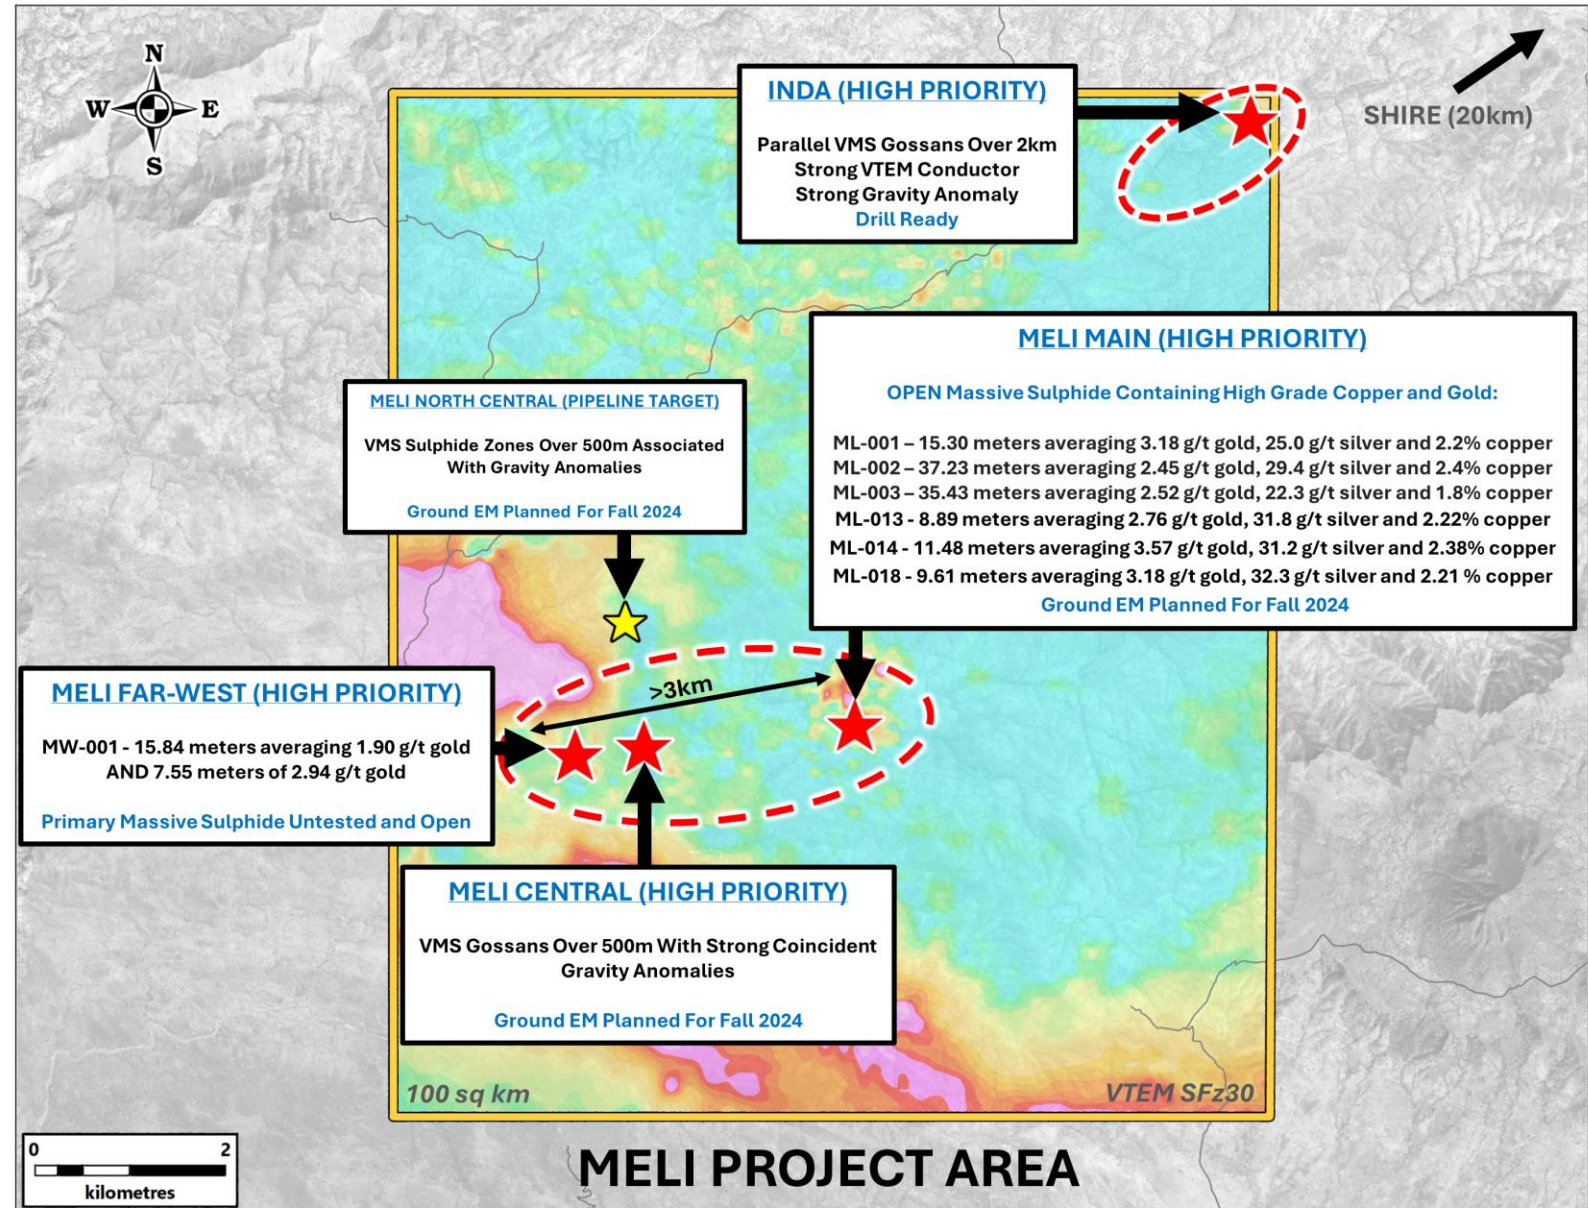 N
W E
S
SHIRE (20km)
INDA (HIGH PRIORITY)
Parallel VMS Gossans Over 2km
Strong VTEM Conductor
Strong Gravity Anomaly
Drill Ready
MELI MAIN (HIGH PRIORITY)
OPEN Massive Sulphide Containing High Grade Copper and Gold:
ML-001 – 15.30 meters averaging 3.18 g/t gold, 25.0 g/t silver and 2.2% copper
ML-002 – 37.23 meters averaging 2.45 g/t gold, 29.4 g/t silver and 2.4% copper
ML-003 – 35.43 meters averaging 2.52 g/t gold, 22.3 g/t silver and 1.8% copper
ML-013 - 8.89 meters averaging 2.76 g/t gold, 31.8 g/t silver and 2.22% copper
ML-014 - 11.48 meters averaging 3.57 g/t gold, 31.2 g/t silver and 2.38% copper
ML-018 - 9.61 meters averaging 3.18 g/t gold, 32.3 g/t silver and 2.21 % copper
Ground EM Planned For Fall 2024
MELI NORTH CENTRAL (PIPELINE TARGET)
VMS Sulphide Zones Over 500m Associated
With Gravity Anomalies
Ground EM Planned For Fall 2024
>3km
MELI FAR-WEST (HIGH PRIORITY)
MW-001 - 15.84 meters averaging 1.90 g/t gold
AND 7.55 meters of 2.94 g/t gold
Primary Massive Sulphide Untested and Open
MELI CENTRAL (HIGH PRIORITY)
VMS Gossans Over 500m With Strong Coincident
Gravity Anomalies
Ground EM Planned For Fall 2024
100 sq km
VTEM SFz30
0 2
kilometres
MELI PROJECT AREA